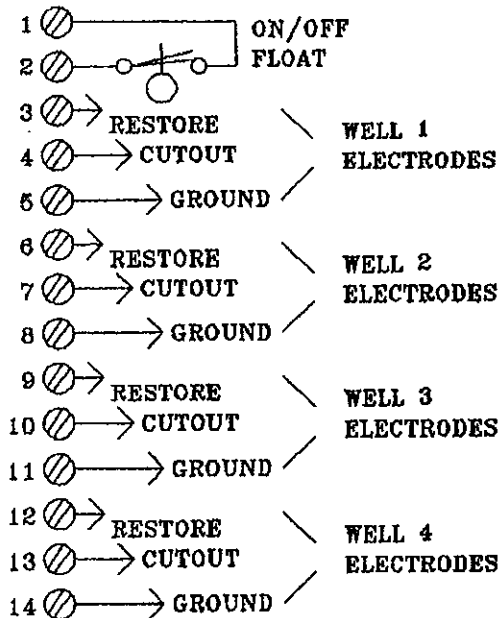 1 ON/OFF
2 FLOAT
3 RESTORE
4 CUTOUT
5 GROUND
WELL 1
ELECTRODES
6 RESTORE
7 CUTOUT
8 GROUND
WELL 2
ELECTRODES
9 RESTORE
10 CUTOUT
11 GROUND
WELL 3
ELECTRODES
12 RESTORE
13 CUTOUT
14 GROUND
WELL 4
ELECTRODES